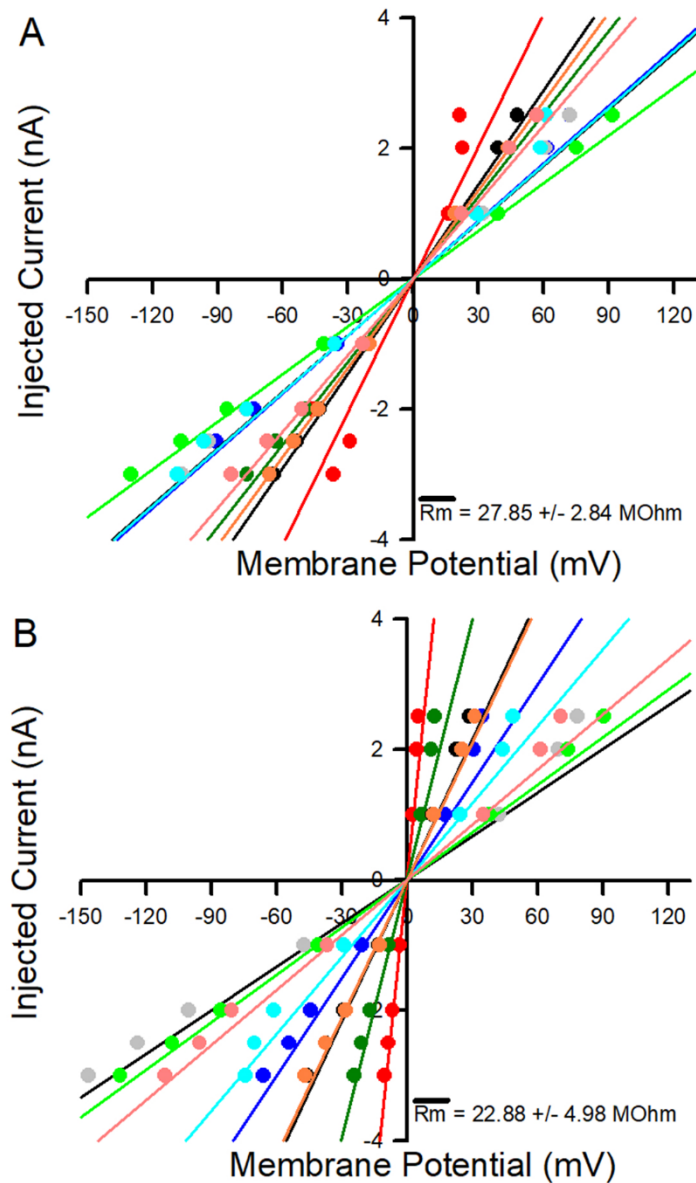 A
4
2
0
-2
-4
-150 -120 -90 -60 -30 0 30 60 90 120
Injected Current (nA)
Rm = 27.85 +/- 2.84 MOhm
Membrane Potential (mV)
B
4
2
0
-2
-4
-150 -120 -90 -60 -30 0 30 60 90 120
Injected Current (nA)
Rm = 22.88 +/- 4.98 MOhm
Membrane Potential (mV)